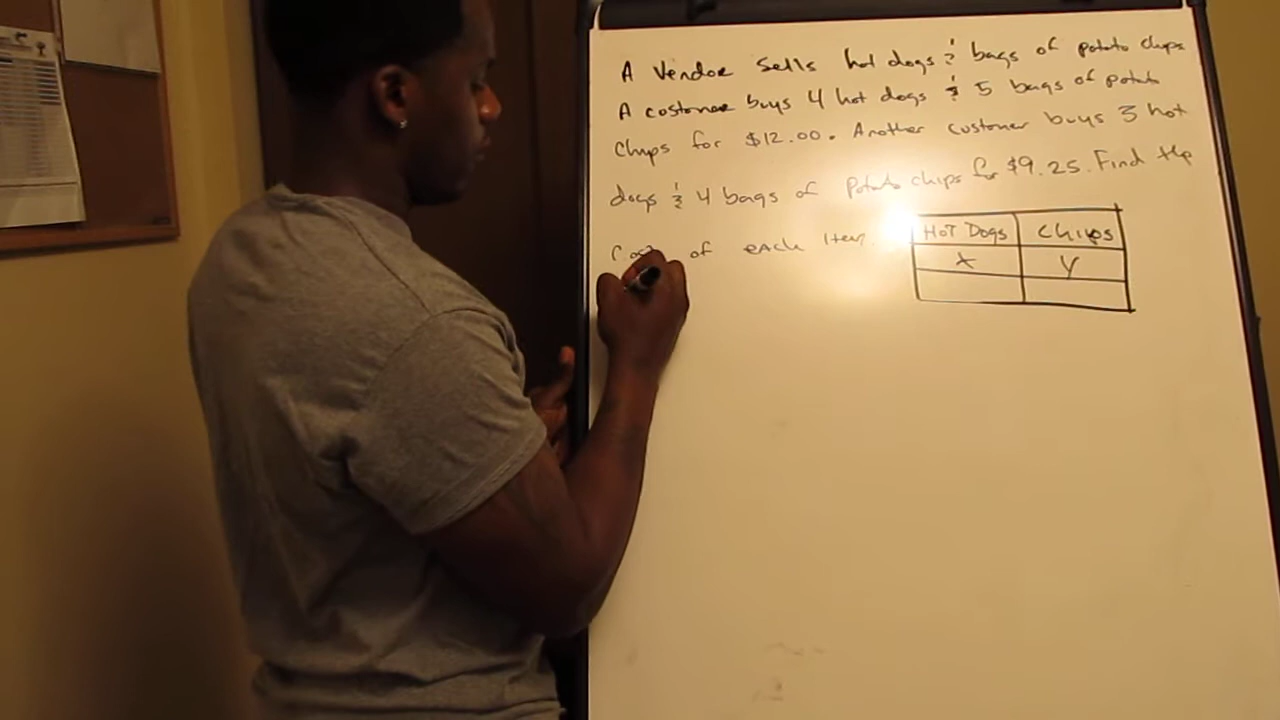 A Vendor Sells hot dogs & bags of potato chips
A costomer buys 4 hot dogs & 5 bags of potato
chips for $12.00. Another customer buys 3 hot
dogs & 4 bags of potato chips for $9.25. Find the
Cost of each Item.
HOT DOGS Chips
x y